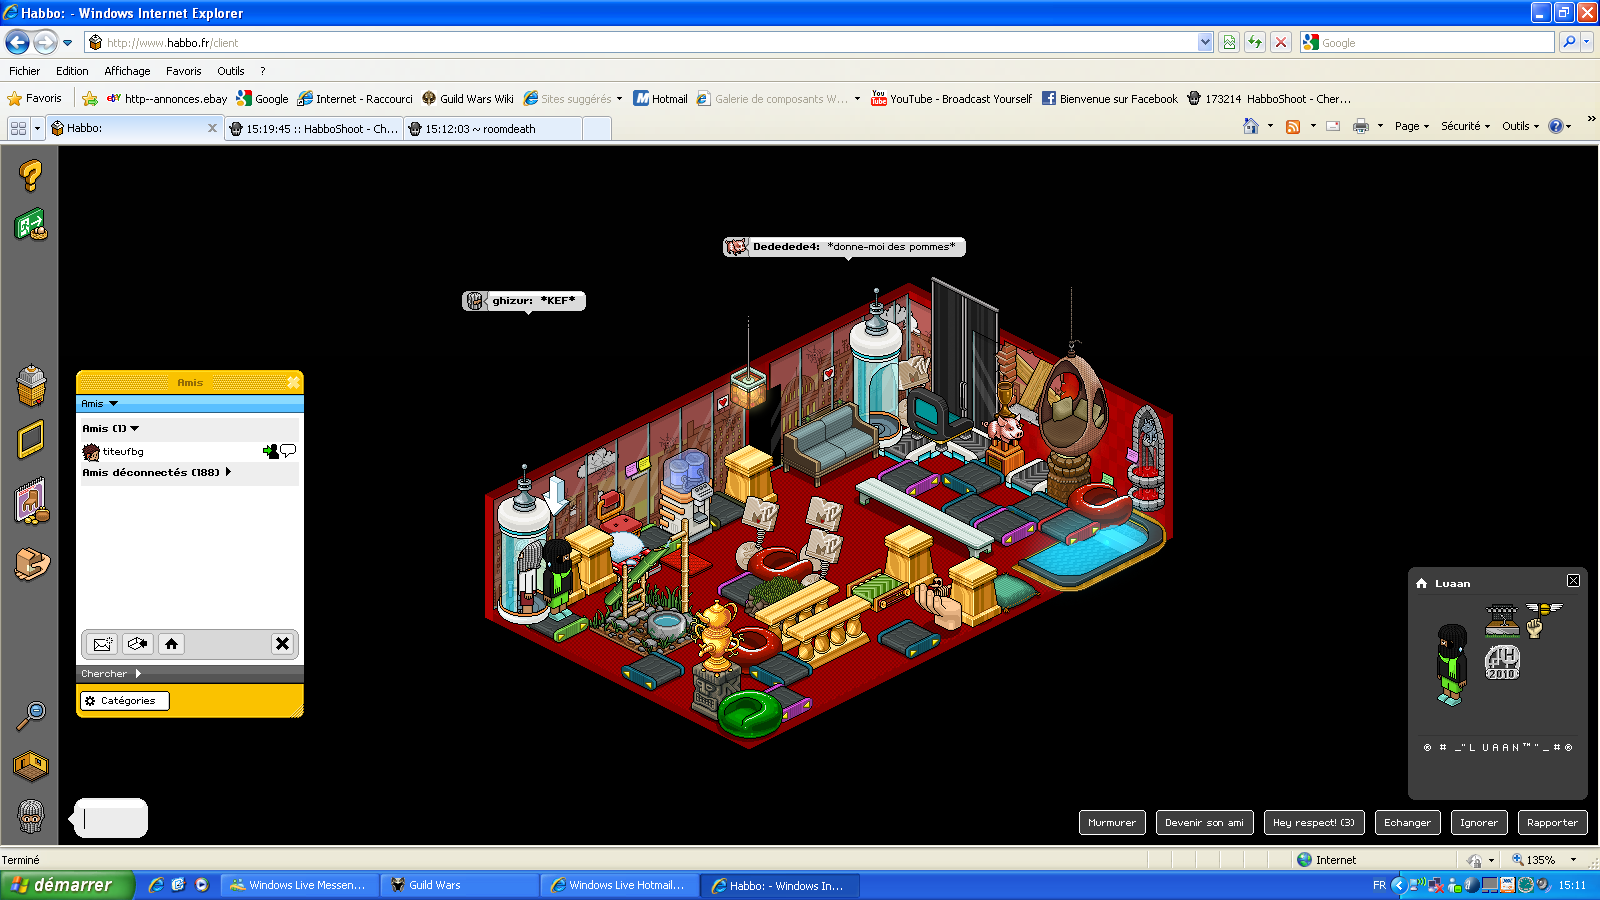 Habbo: - Windows Internet Explorer
http://www.habbo.fr/client
Google
Fichier Edition Affichage Favoris Outils ?
Favoris http--annonces.ebay Google Internet - Raccourci Guild Wars Wiki Sites suggérés Hotmail Galerie de composants W... YouTube - Broadcast Yourself Bienvenue sur Facebook 173214 HabboShoot - Cher...
Habbo: 15:19:45 :: HabboShoot - Ch... 15:12:03 ~ roomdeath
Page Sécurité Outils
Dededede4: *donne-moi des pommes*
ghizur: *KEF*
Amis
Amis
Amis (1)
titeufbg
Amis déconnectés (188)
Chercher
Catégories
MTV
MTV
MTV
Luaan
H
2010
® # _"L UAAN™"_#®
Murmurer Devenir son ami Hey respect! (3) Echanger Ignorer Rapporter
Terminé Internet 135%
démarrer Windows Live Messen... Guild Wars Windows Live Hotmail... Habbo: - Windows In... FR 15:11